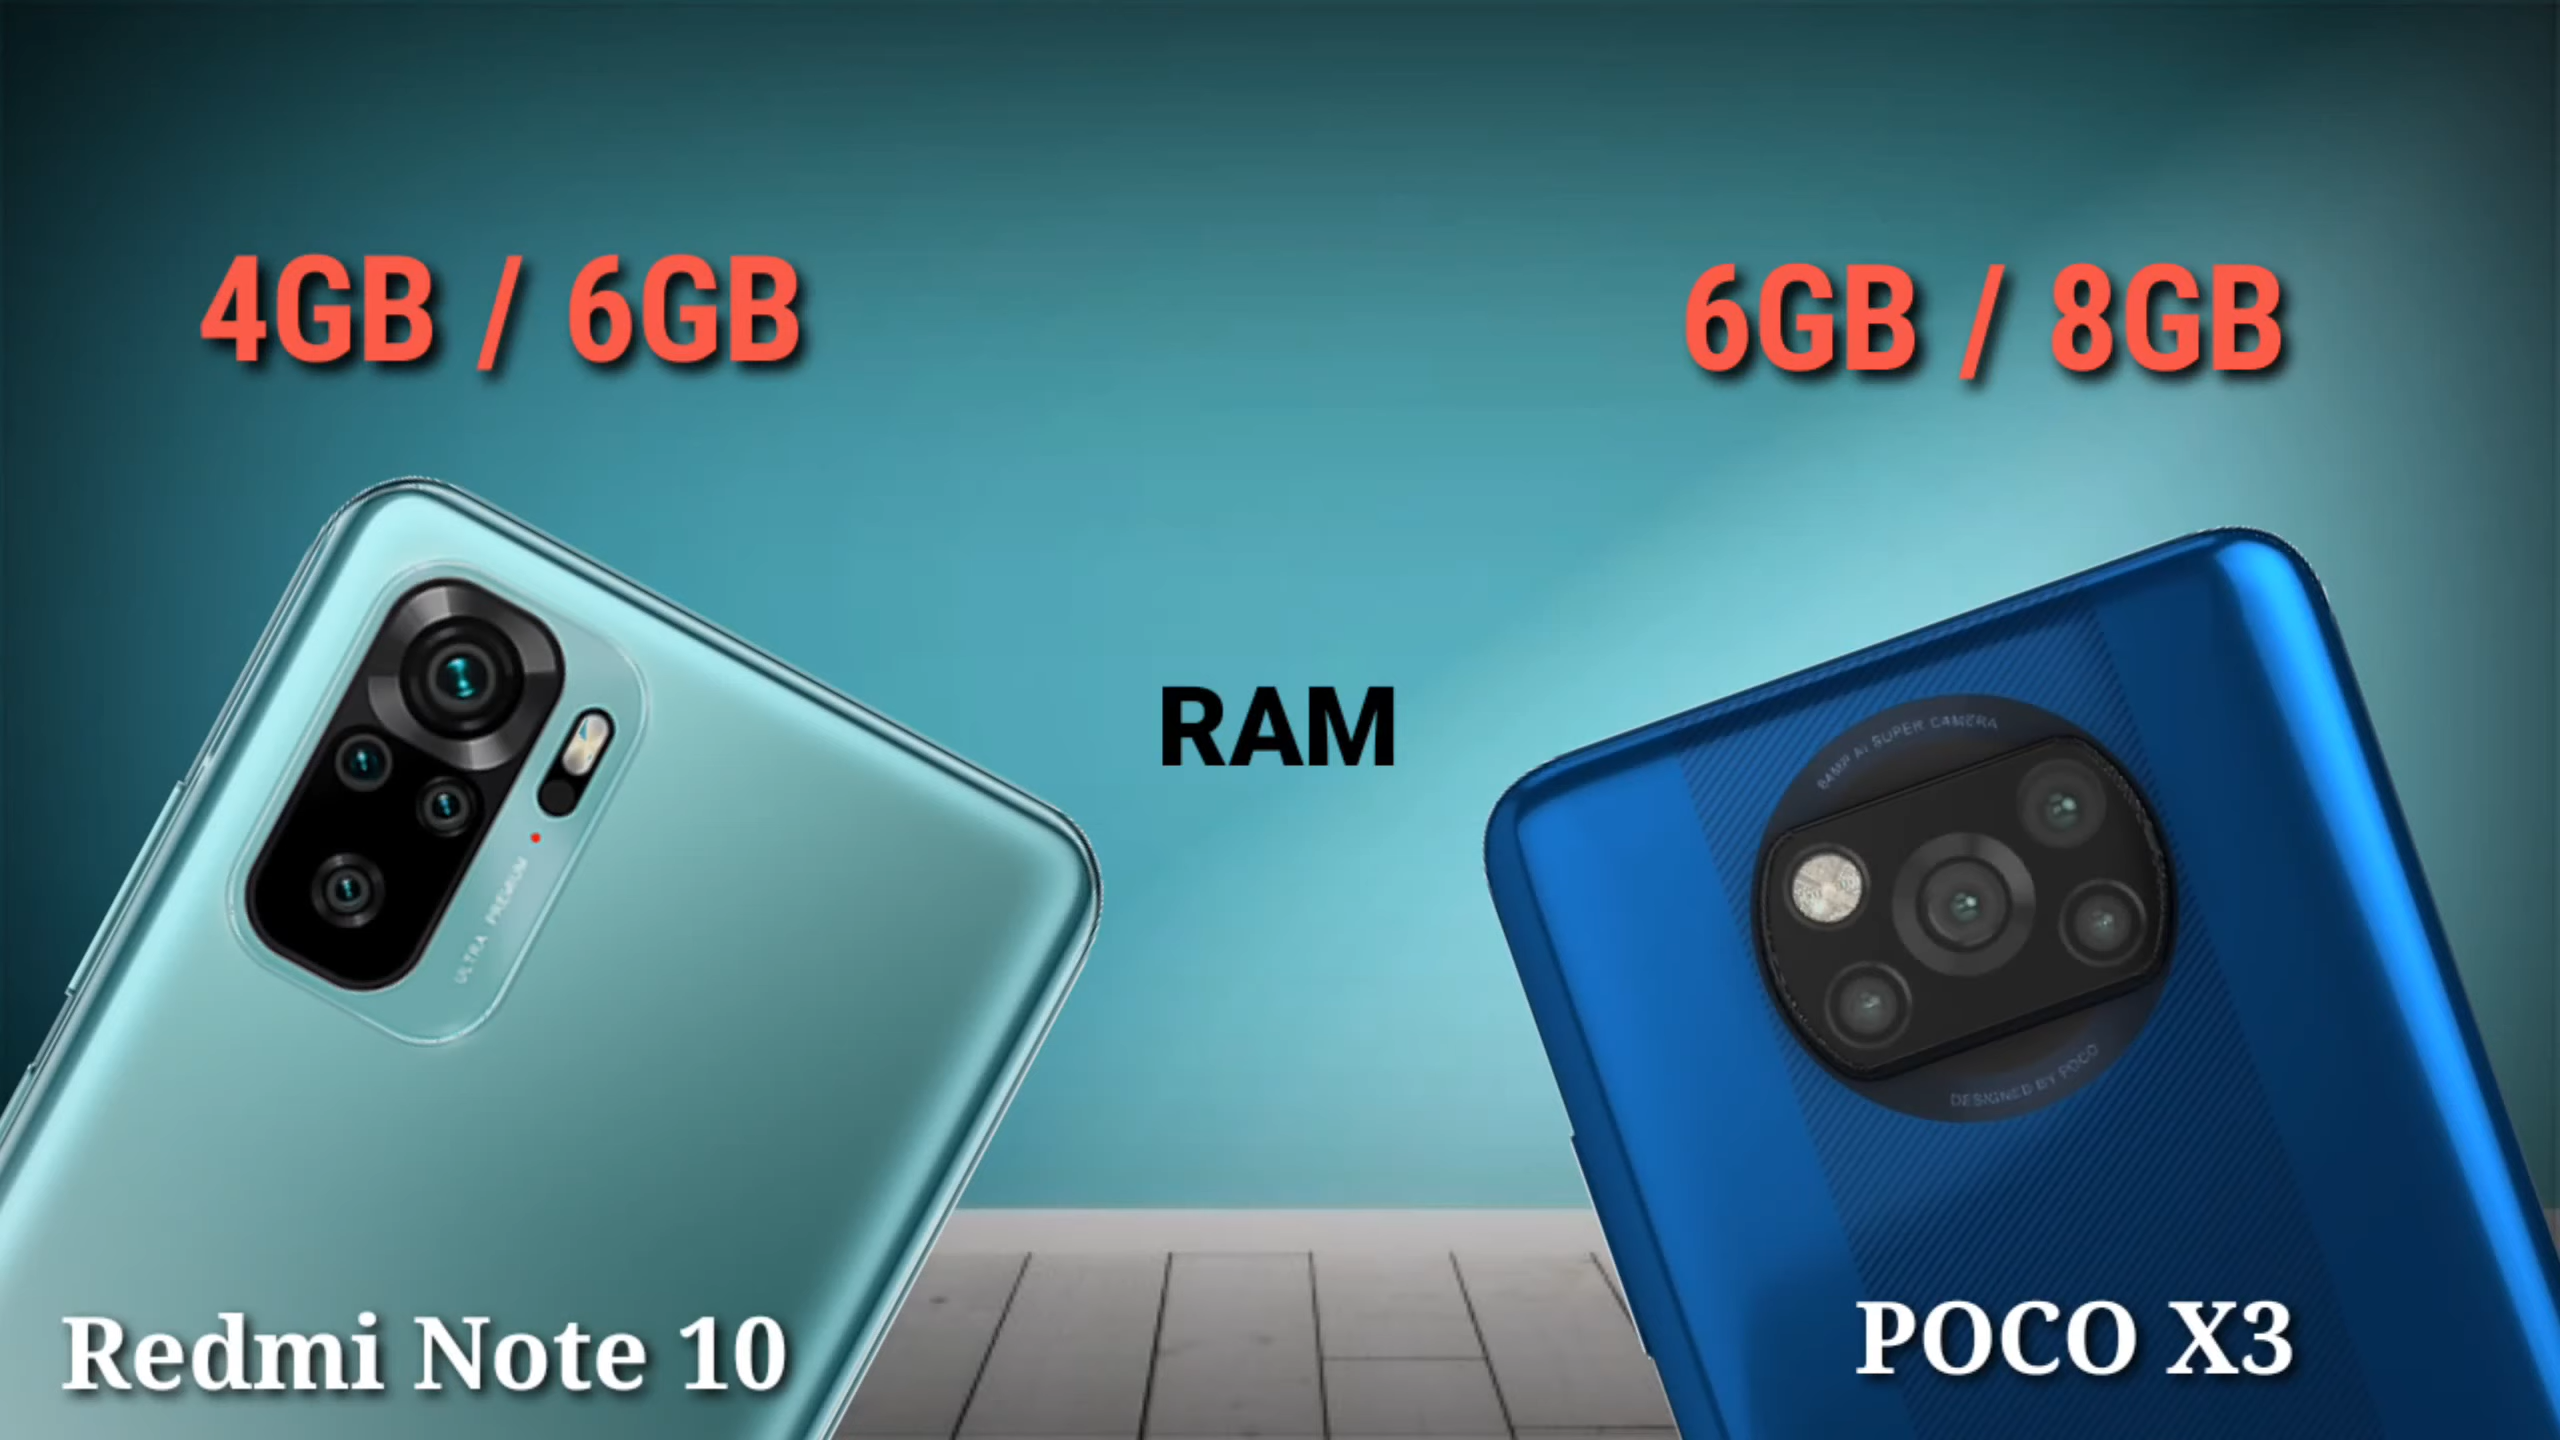 4GB / 6GB
6GB / 8GB
RAM
ULTRA PREMIUM
64MP AI SUPER CAMERA
DESIGNED BY POCO
Redmi Note 10
POCO X3